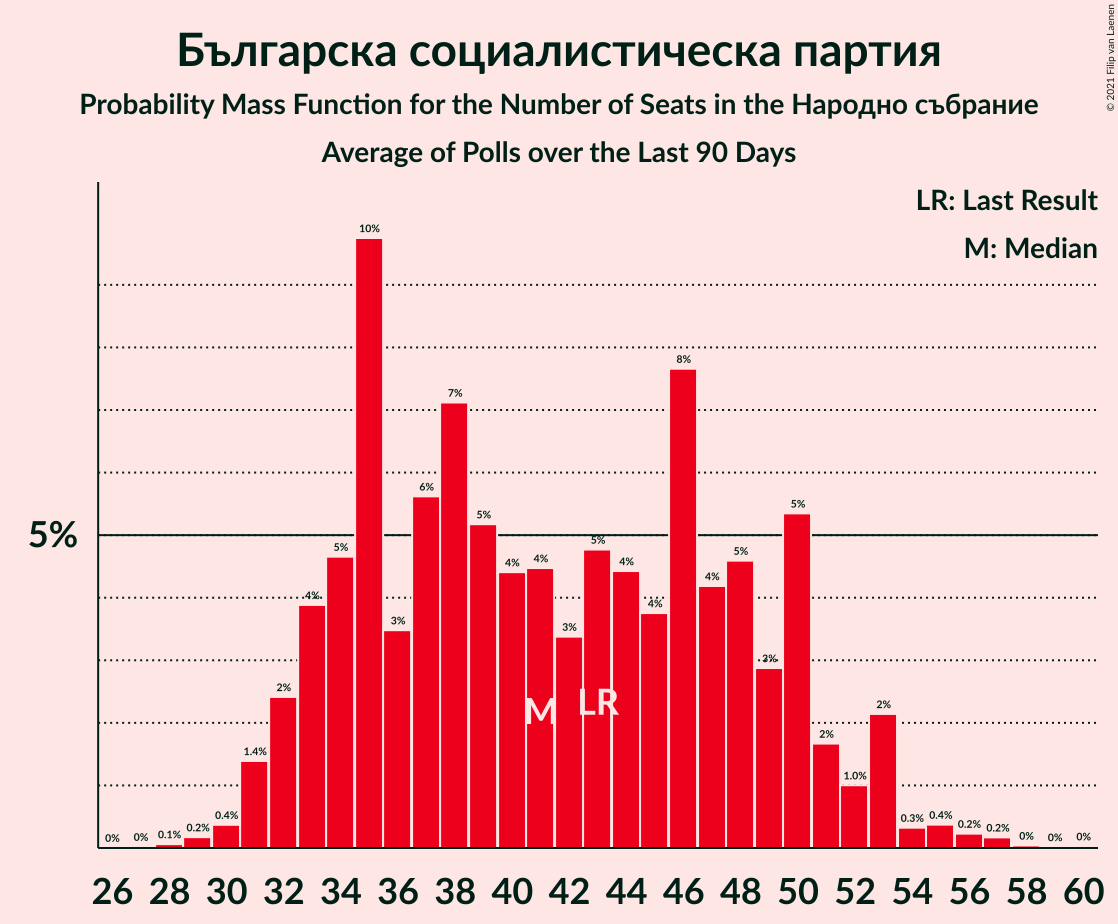 Българска социалистическа партия
Probability Mass Function for the Number of Seats in the Народно събрание
Average of Polls over the Last 90 Days
© 2021 Filip van Laenen
LR: Last Result
M: Median
5%
0% 0% 0.1% 0.2% 0.4% 1.4% 2% 4% 5% 10% 3% 6% 7% 5% 4% 4% 3% 5% 4% 4% 8% 4% 5% 3% 5% 2% 1.0% 2% 0.3% 0.4% 0.2% 0.2% 0% 0% 0%
M LR
26 28 30 32 34 36 38 40 42 44 46 48 50 52 54 56 58 60